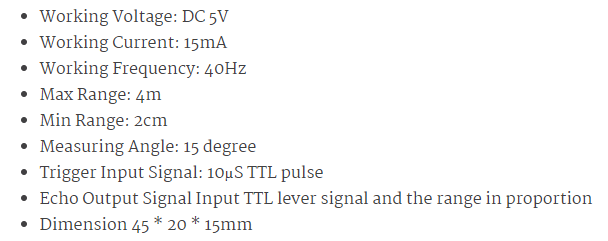 • Working Voltage: DC 5V
• Working Current: 15mA
• Working Frequency: 40Hz
• Max Range: 4m
• Min Range: 2cm
• Measuring Angle: 15 degree
• Trigger Input Signal: 10µS TTL pulse
• Echo Output Signal Input TTL lever signal and the range in proportion
• Dimension 45 * 20 * 15mm